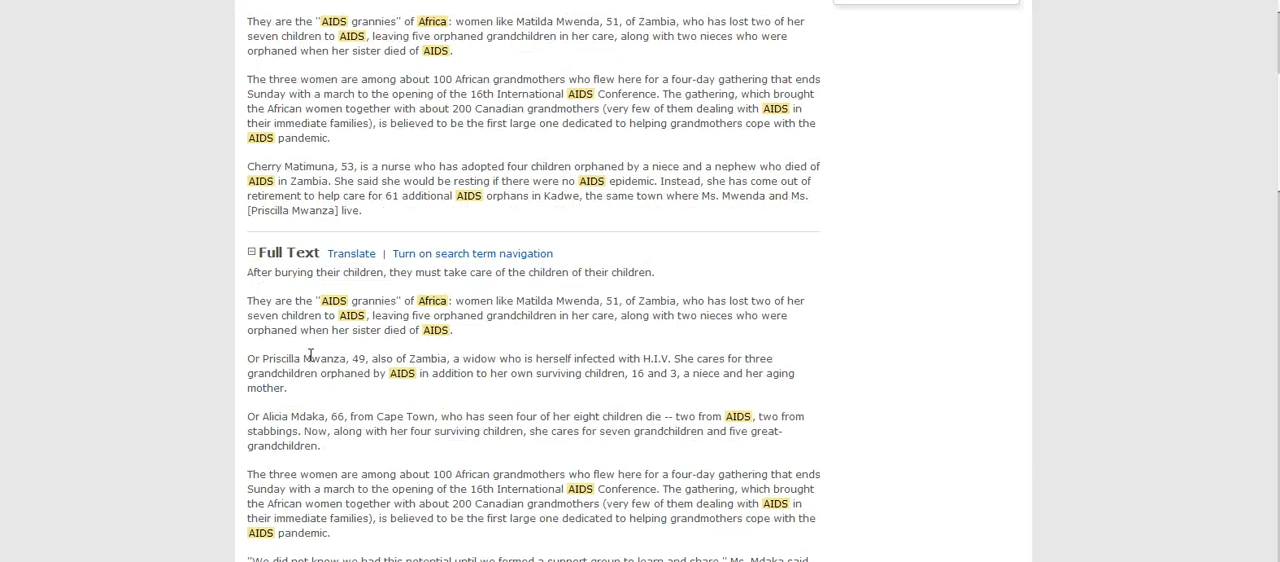 They are the "AIDS grannies" of Africa: women like Matilda Mwenda, 51, of Zambia, who has lost two of her
seven children to AIDS, leaving five orphaned grandchildren in her care, along with two nieces who were
orphaned when her sister died of AIDS.
The three women are among about 100 African grandmothers who flew here for a four-day gathering that ends
Sunday with a march to the opening of the 16th International AIDS Conference. The gathering, which brought
the African women together with about 200 Canadian grandmothers (very few of them dealing with AIDS in
their immediate families), is believed to be the first large one dedicated to helping grandmothers cope with the
AIDS pandemic.
Cherry Matimuna, 53, is a nurse who has adopted four children orphaned by a niece and a nephew who died of
AIDS in Zambia. She said she would be resting if there were no AIDS epidemic. Instead, she has come out of
retirement to help care for 61 additional AIDS orphans in Kadwe, the same town where Ms. Mwenda and Ms.
[Priscilla Mwanza] live.
Full Text Translate | Turn on search term navigation
After burying their children, they must take care of the children of their children.
They are the "AIDS grannies" of Africa: women like Matilda Mwenda, 51, of Zambia, who has lost two of her
seven children to AIDS, leaving five orphaned grandchildren in her care, along with two nieces who were
orphaned when her sister died of AIDS.
Or Priscilla Mwanza, 49, also of Zambia, a widow who is herself infected with H.I.V. She cares for three
grandchildren orphaned by AIDS in addition to her own surviving children, 16 and 3, a niece and her aging
mother.
Or Alicia Mdaka, 66, from Cape Town, who has seen four of her eight children die -- two from AIDS, two from
stabbings. Now, along with her four surviving children, she cares for seven grandchildren and five great-
grandchildren.
The three women are among about 100 African grandmothers who flew here for a four-day gathering that ends
Sunday with a march to the opening of the 16th International AIDS Conference. The gathering, which brought
the African women together with about 200 Canadian grandmothers (very few of them dealing with AIDS in
their immediate families), is believed to be the first large one dedicated to helping grandmothers cope with the
AIDS pandemic.
"We did not know we had this potential until we formed a support group to learn and share," Ms. Mdaka said